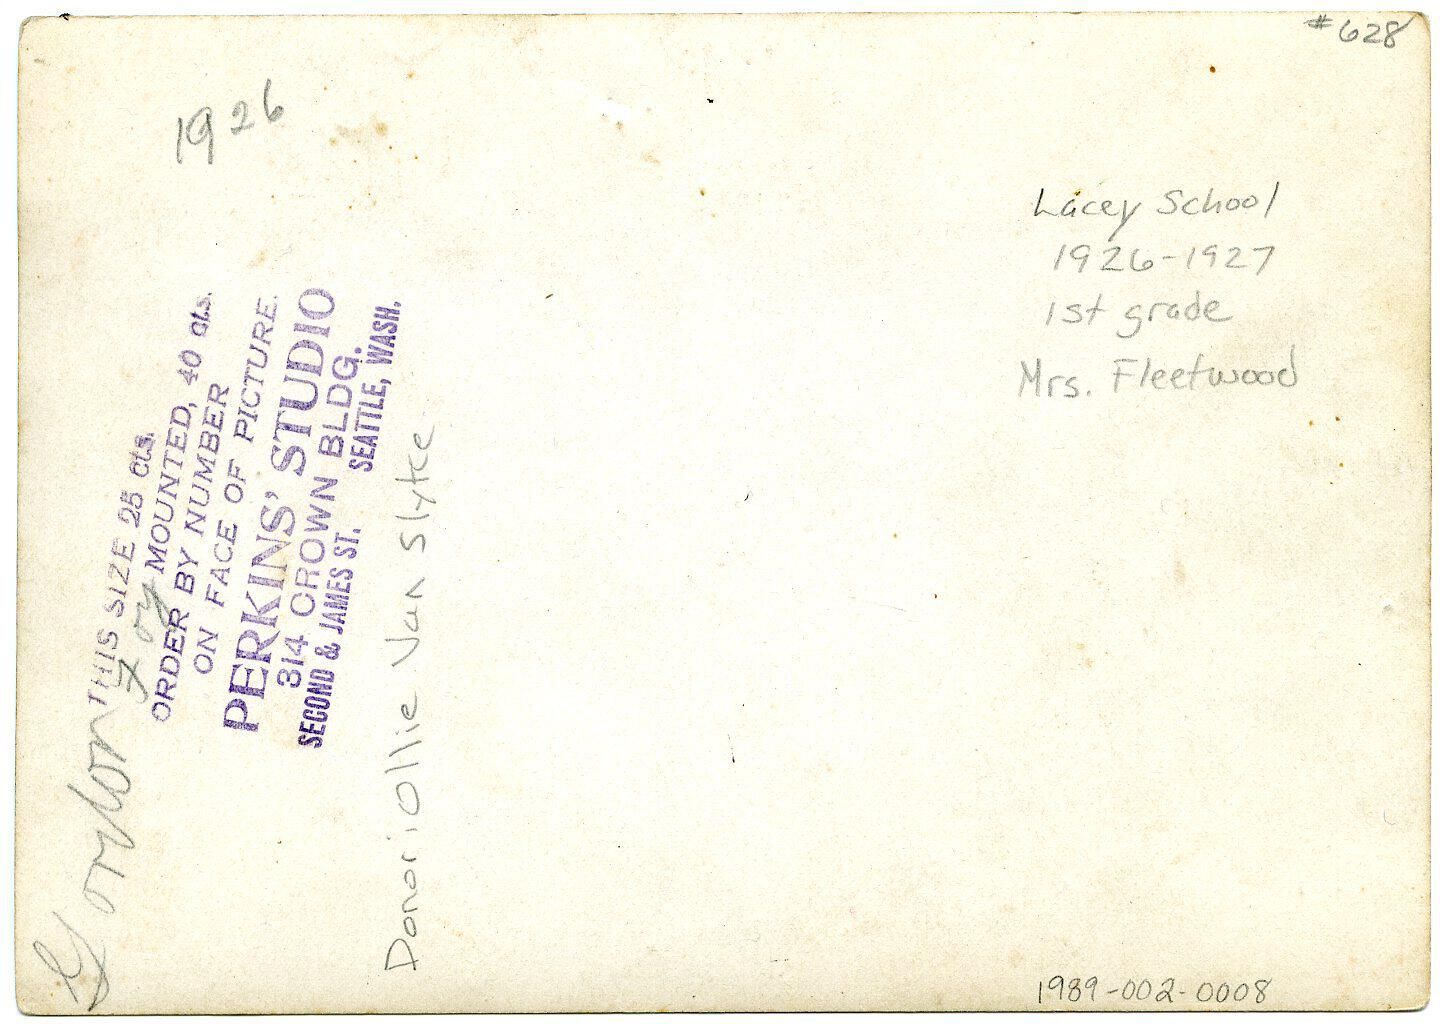 #628
1926
Lacey School
1926-1927
1st grade
Mrs. Fleetwood
THIS SIZE 25 cts.
MOUNTED, 40 cts.
ORDER BY NUMBER
ON FACE OF PICTURE.
PERKINS' STUDIO
314 CROWN BLDG.
SECOND & JAMES ST. SEATTLE, WASH.
Gordon Foy
Donor: Ollie Van Slyke
1989-002-0008